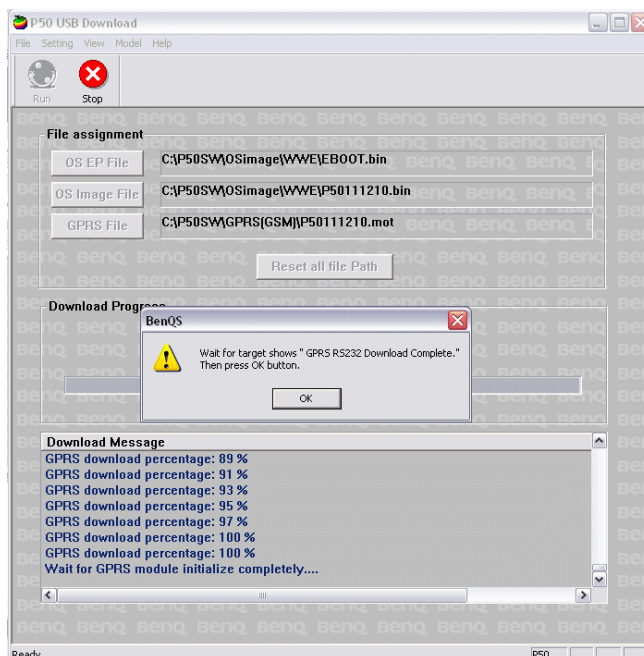 P50 USB Download
File Setting View Model Help
Run Stop
File assignment
OS EP File C:\P50SW\OSimage\WWE\EBOOT.bin
OS Image File C:\P50SW\OSimage\WWE\P50111210.bin
GPRS File C:\P50SW\GPRS(GSM)\P50111210.mot
Reset all file Path
Download Progress
BenQS
Wait for target shows " GPRS RS232 Download Complete."
Then press OK button.
OK
Download Message
GPRS download percentage: 89 %
GPRS download percentage: 91 %
GPRS download percentage: 93 %
GPRS download percentage: 95 %
GPRS download percentage: 97 %
GPRS download percentage: 100 %
GPRS download percentage: 100 %
Wait for GPRS module initialize completely....
Ready P50